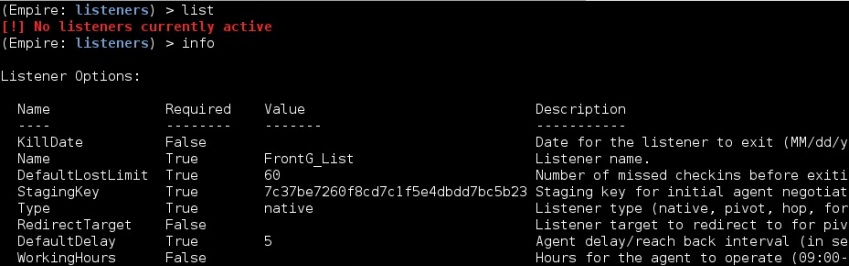 (Empire: listeners) > list
[!] No listeners currently active
(Empire: listeners) > info
Listener Options:
Name Required Value Description
---- -------- ------- -----------
KillDate False Date for the listener to exit (MM/dd/y
Name True FrontG_List Listener name.
DefaultLostLimit True 60 Number of missed checkins before exiti
StagingKey True 7c37be7260f8cd7c1f5e4dbdd7bc5b23 Staging key for initial agent negotiat
Type True native Listener type (native, pivot, hop, for
RedirectTarget False Listener target to redirect to for piv
DefaultDelay True 5 Agent delay/reach back interval (in se
WorkingHours False Hours for the agent to operate (09:00-